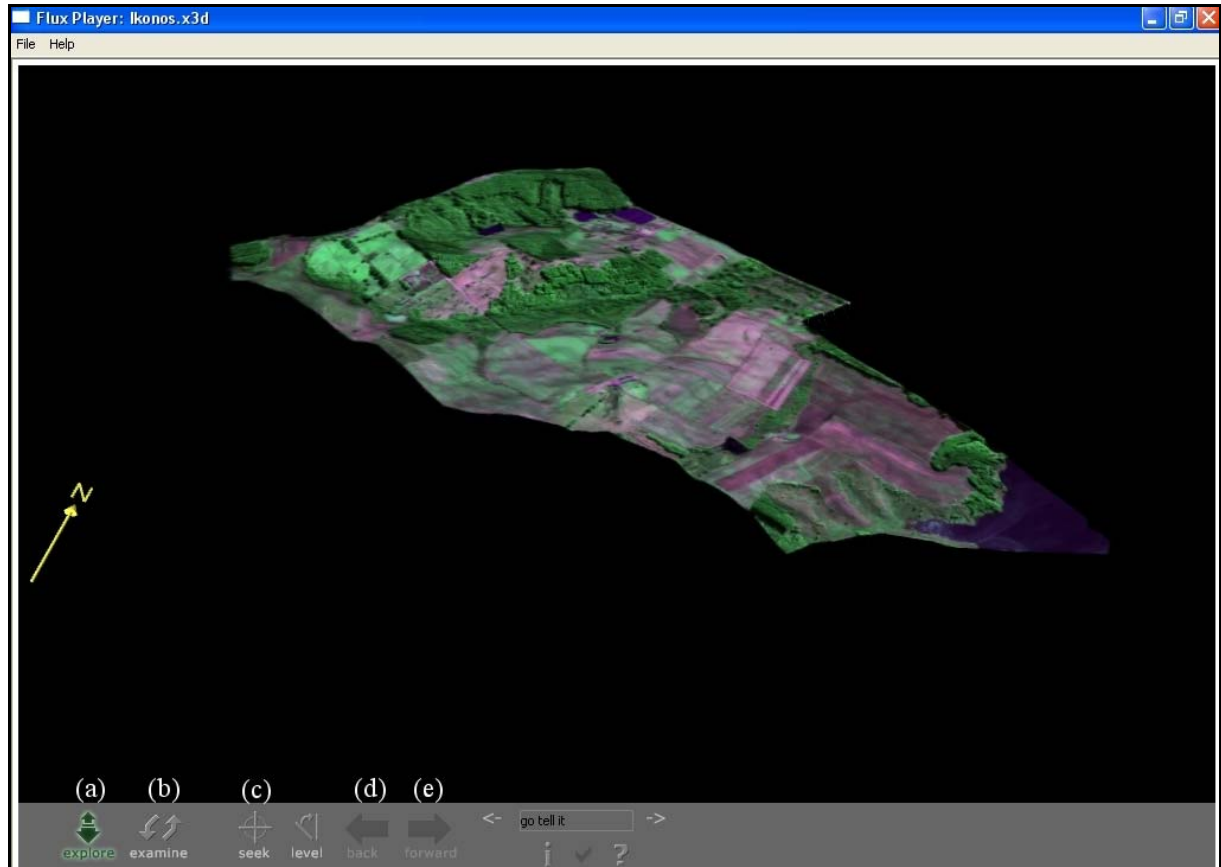 Flux Player: Ikonos.x3d
File Help
N
(a) (b) (c) (d) (e)
<- go tell it ->
explore examine seek level back forward
i ?